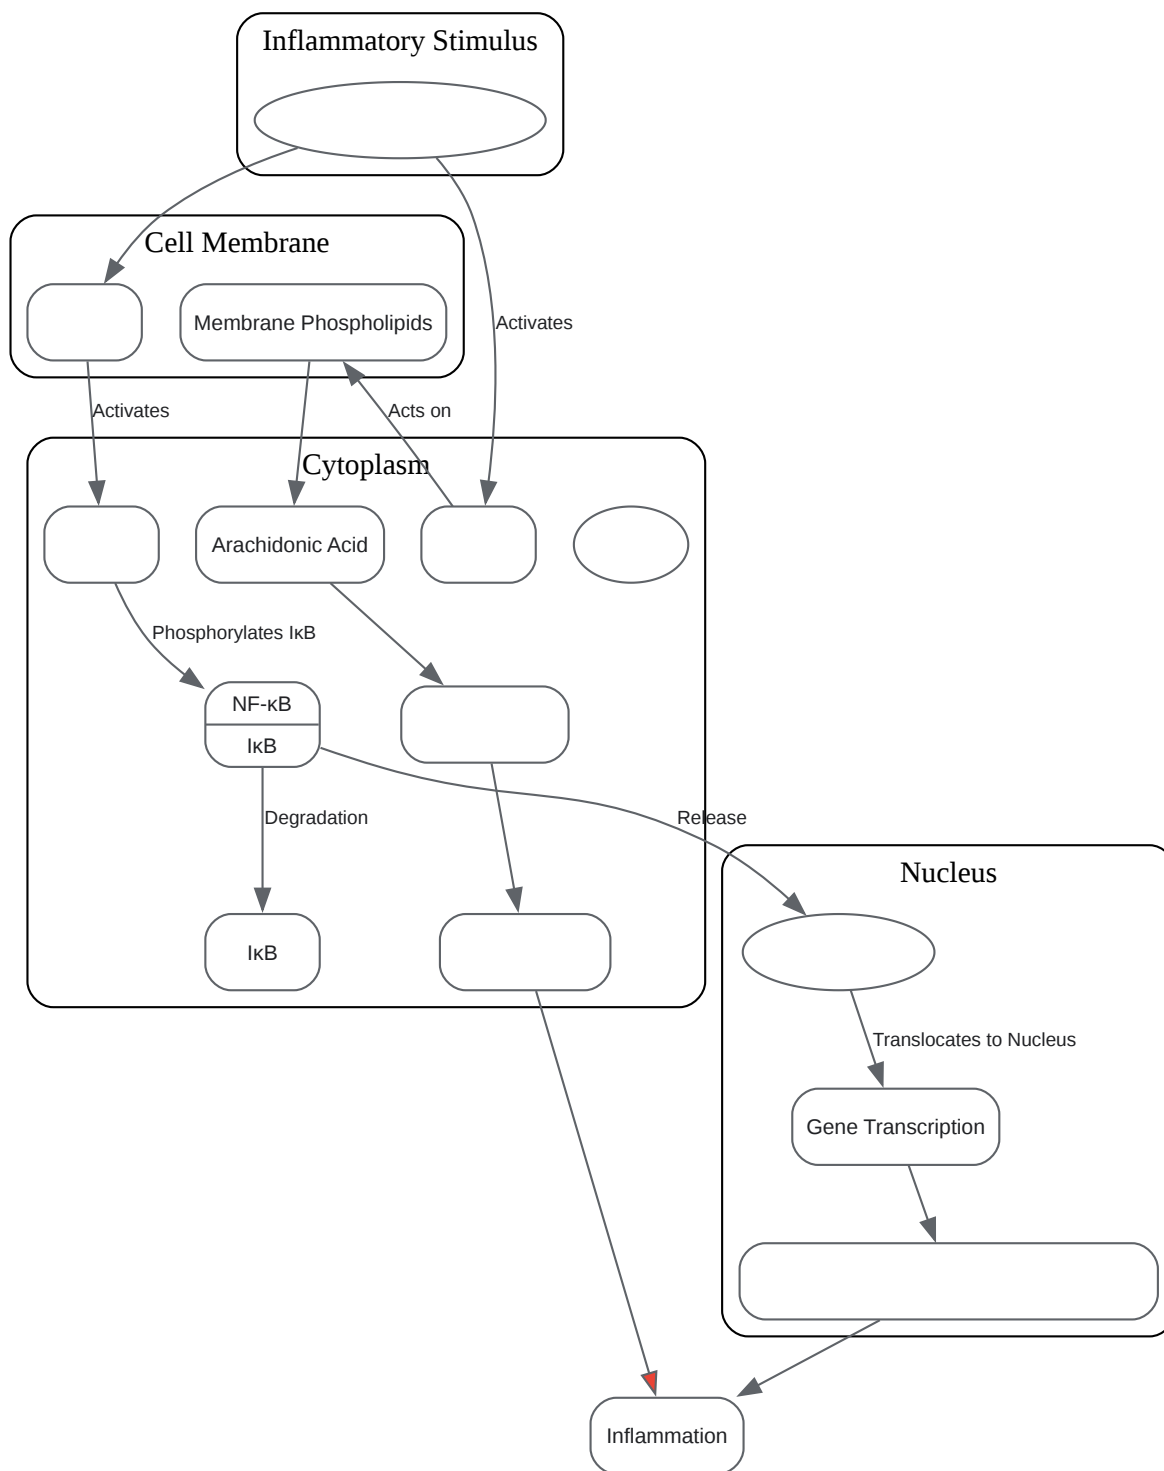 Inflammatory Stimulus
Cell Membrane
Membrane Phospholipids
Activates
Activates
Acts on
Cytoplasm
Arachidonic Acid
Phosphorylates IκB
NF-κB
IκB
Degradation
Release
Nucleus
IκB
Translocates to Nucleus
Gene Transcription
Inflammation